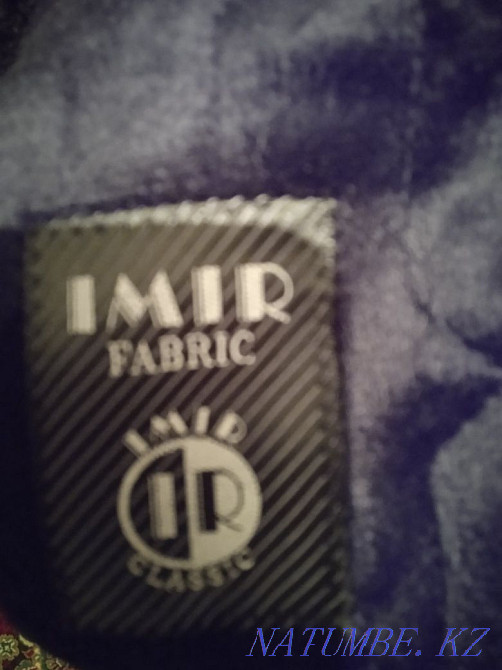 IMIR
FABRIC
IMIR
IR
CLASSIC
NATUMBE. KZ